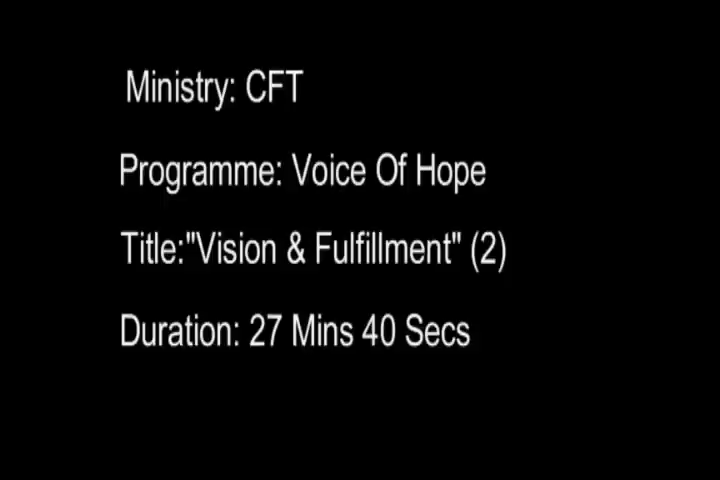 Ministry: CFT
Programme: Voice Of Hope
Title:"Vision & Fulfillment" (2)
Duration: 27 Mins 40 Secs